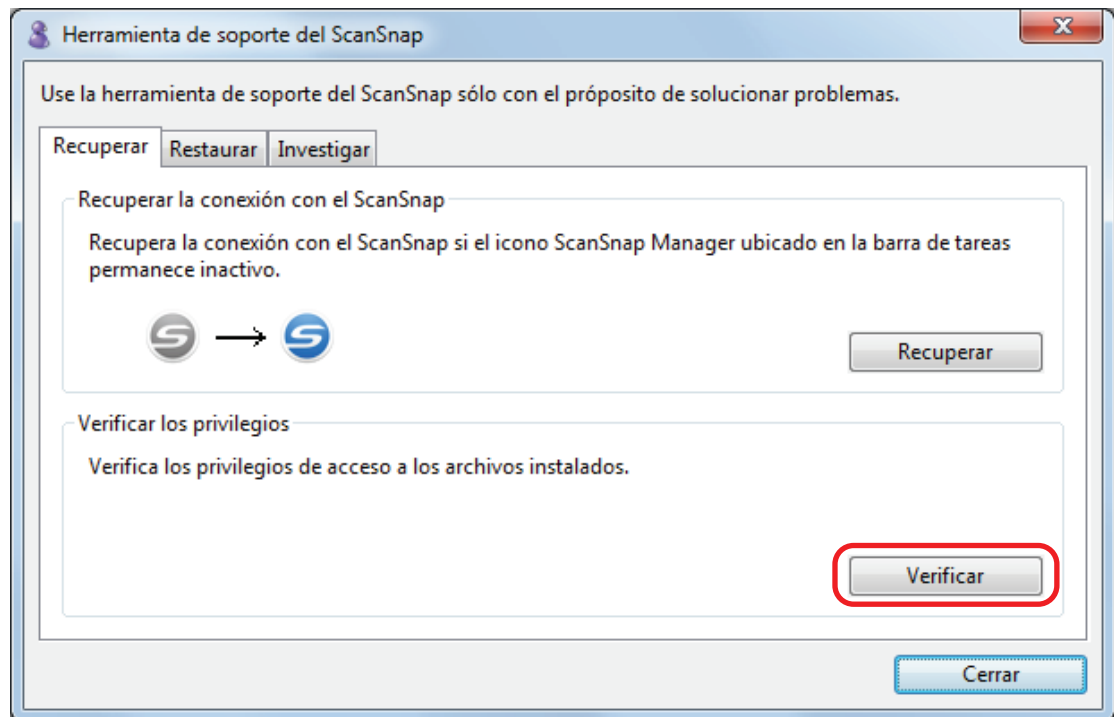 Herramienta de soporte del ScanSnap
Use la herramienta de soporte del ScanSnap sólo con el próposito de solucionar problemas.
Recuperar Restaurar Investigar
Recuperar la conexión con el ScanSnap
Recupera la conexión con el ScanSnap si el icono ScanSnap Manager ubicado en la barra de tareas
permanece inactivo.
Recuperar
Verificar los privilegios
Verifica los privilegios de acceso a los archivos instalados.
Verificar
Cerrar